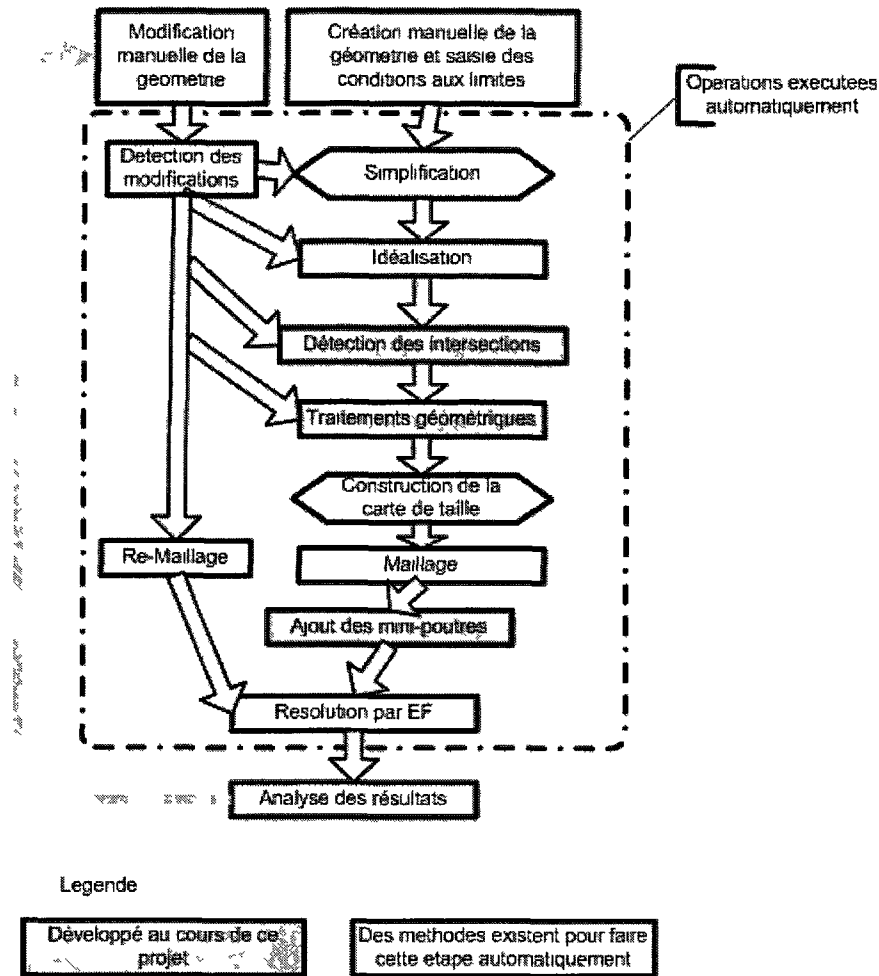 Modification
manuelle de la
géometrie
Création manuelle de la
géometrie et saisie des
conditions aux limites
Operations executees
automatiquement
Detection des
modifications
Simplification
Idéalisation
Détection des intersections
Traitements géométriques
Construction de la
carte de taille
Re-Maillage
Maillage
Ajout des mini-poutres
Resolution par EF
Analyse des résultats
Legende
Développé au cours de ce
projet
Des methodes existent pour faire
cette etape automatiquement